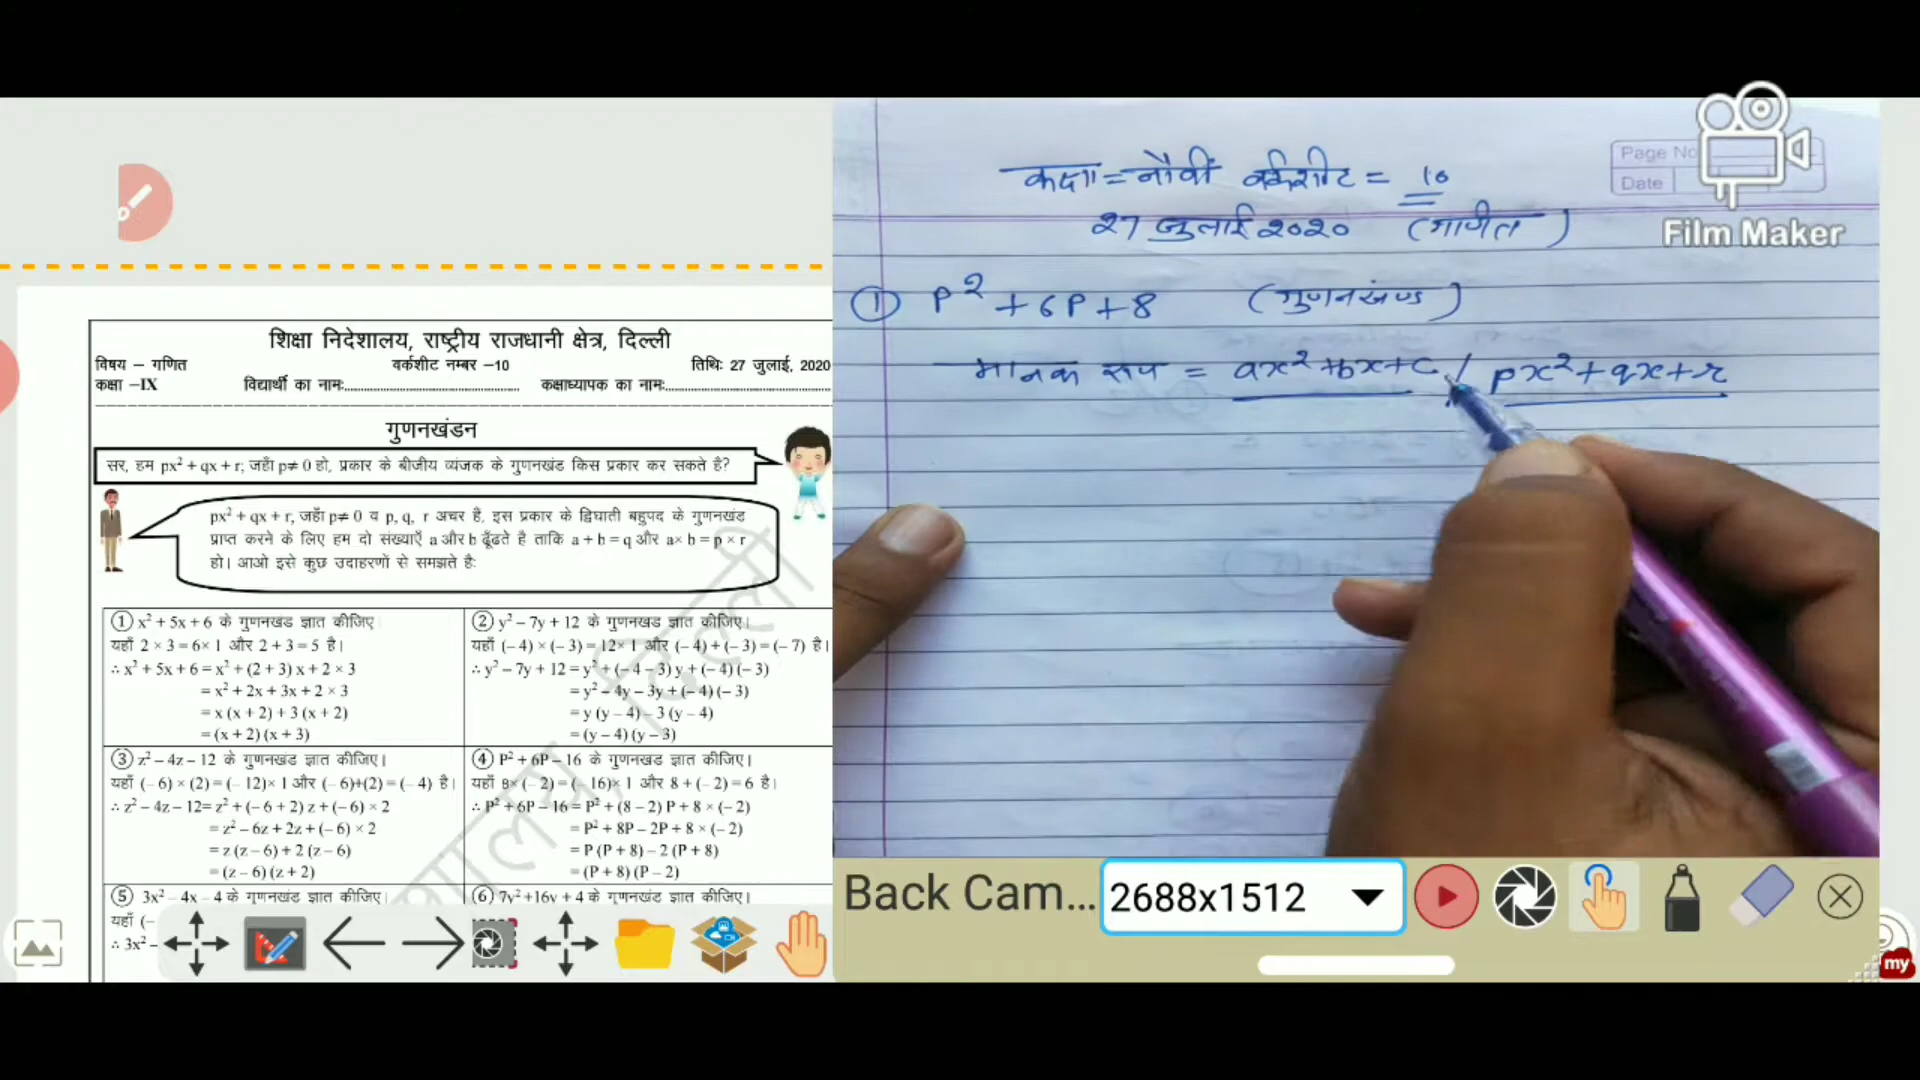 शिक्षा निदेशालय, राष्ट्रीय राजधानी क्षेत्र, दिल्ली
विषय – गणित वर्कशीट नम्बर –10 तिथिः 27 जुलाई, 2020
कक्षा –IX विद्यार्थी का नामः कक्षाध्यापक का नामः
गुणनखंडन
सर, हम px² + qx + r; जहाँ p≠ 0 हो, प्रकार के बीजीय व्यंजक के गुणनखंड किस प्रकार कर सकते है?
px² + qx + r, जहाँ p≠ 0 व p, q, r अचर है, इस प्रकार के द्विघाती बहुपद के गुणनखंड
प्राप्त करने के लिए हम दो संख्याएँ a और b ढूँढते है ताकि a + b = q और a× b = p × r
हो। आओ इसे कुछ उदाहरणों से समझते हैः
① x² + 5x + 6 के गुणनखंड ज्ञात कीजिए
यहाँ 2 × 3 = 6× 1 और 2 + 3 = 5 है।
∴ x² + 5x + 6 = x² + (2 + 3) x + 2 × 3
= x² + 2x + 3x + 2 × 3
= x (x + 2) + 3 (x + 2)
= (x + 2) (x + 3)
② y² – 7y + 12 के गुणनखंड ज्ञात कीजिए।
यहाँ (– 4) × (– 3) = 12× 1 और (– 4) + (– 3) = (– 7) है।
∴ y² – 7y + 12 = y² + (– 4 – 3) y + (– 4) (– 3)
= y² – 4y – 3y + (– 4) (– 3)
= y (y – 4) – 3 (y – 4)
= (y – 4) (y – 3)
③ z² – 4z – 12 के गुणनखंड ज्ञात कीजिए।
यहाँ (– 6) × (2) = (– 12)× 1 और (– 6)+(2) = (– 4) है।
∴ z² – 4z – 12= z² + (– 6 + 2) z + (– 6) × 2
= z² – 6z + 2z + (– 6) × 2
= z (z – 6) + 2 (z – 6)
= (z – 6) (z + 2)
④ P² + 6P – 16 के गुणनखंड ज्ञात कीजिए।
यहाँ 8× (– 2) = (– 16)× 1 और 8 + (– 2) = 6 है।
∴ P² + 6P – 16 = P² + (8 – 2) P + 8 × (– 2)
= P² + 8P – 2P + 8 × (– 2)
= P (P + 8) – 2 (P + 8)
= (P + 8) (P – 2)
⑤ 3x² – 4x – 4 के गुणनखंड ज्ञात कीजिए।
यहाँ (–
∴ 3x² –
(6) 7y² +16y + 4 के गुणनखंड ज्ञात कीजिए।
कक्षा = नौवीं वर्कशीट = 10
27 जुलाई 2020 (गणित)
Page No
Date
Film Maker
① P² + 6P + 8 (गुणनखंण्ड)
मानक रूप = ax² + bx + c / px² + qx + r
Back Cam... 2688x1512
my